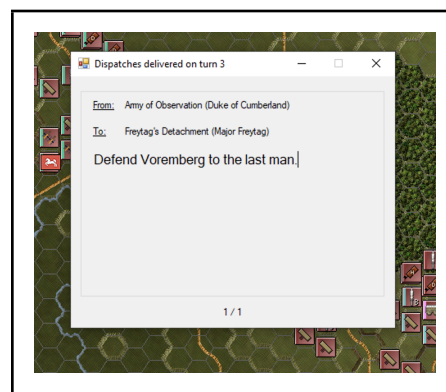 Dispatches delivered on turn 3
From: Army of Observation (Duke of Cumberland)
To: Freytag's Detachment (Major Freytag)
Defend Voremberg to the last man.
1 / 1